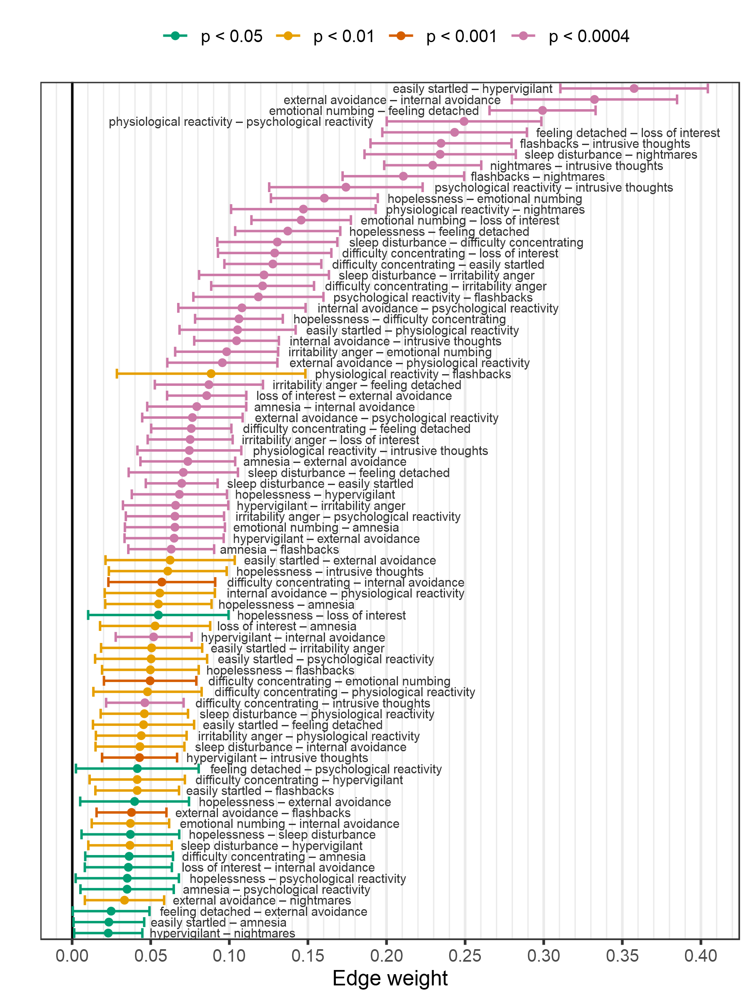 p < 0.05 p < 0.01 p < 0.001 p < 0.0004
easily startled – hypervigilant
external avoidance – internal avoidance
emotional numbing – feeling detached
physiological reactivity – psychological reactivity
feeling detached – loss of interest
flashbacks – intrusive thoughts
sleep disturbance – nightmares
nightmares – intrusive thoughts
flashbacks – nightmares
psychological reactivity – intrusive thoughts
hopelessness – emotional numbing
physiological reactivity – nightmares
emotional numbing – loss of interest
hopelessness – feeling detached
sleep disturbance – difficulty concentrating
difficulty concentrating – loss of interest
difficulty concentrating – easily startled
sleep disturbance – irritability anger
difficulty concentrating – irritability anger
psychological reactivity – flashbacks
internal avoidance – psychological reactivity
hopelessness – difficulty concentrating
easily startled – physiological reactivity
internal avoidance – intrusive thoughts
irritability anger – emotional numbing
external avoidance – physiological reactivity
physiological reactivity – flashbacks
irritability anger – feeling detached
loss of interest – external avoidance
amnesia – internal avoidance
external avoidance – psychological reactivity
difficulty concentrating – feeling detached
irritability anger – loss of interest
physiological reactivity – intrusive thoughts
amnesia – external avoidance
sleep disturbance – feeling detached
sleep disturbance – easily startled
hopelessness – hypervigilant
hypervigilant – irritability anger
irritability anger – psychological reactivity
emotional numbing – amnesia
hypervigilant – external avoidance
amnesia – flashbacks
easily startled – external avoidance
hopelessness – intrusive thoughts
difficulty concentrating – internal avoidance
internal avoidance – physiological reactivity
hopelessness – amnesia
hopelessness – loss of interest
loss of interest – amnesia
hypervigilant – internal avoidance
easily startled – irritability anger
easily startled – psychological reactivity
hopelessness – flashbacks
difficulty concentrating – emotional numbing
difficulty concentrating – physiological reactivity
difficulty concentrating – intrusive thoughts
sleep disturbance – physiological reactivity
easily startled – feeling detached
irritability anger – physiological reactivity
sleep disturbance – internal avoidance
hypervigilant – intrusive thoughts
feeling detached – psychological reactivity
difficulty concentrating – hypervigilant
easily startled – flashbacks
hopelessness – external avoidance
external avoidance – flashbacks
emotional numbing – internal avoidance
hopelessness – sleep disturbance
sleep disturbance – hypervigilant
difficulty concentrating – amnesia
loss of interest – internal avoidance
hopelessness – psychological reactivity
amnesia – psychological reactivity
external avoidance – nightmares
feeling detached – external avoidance
easily startled – amnesia
hypervigilant – nightmares
0.00 0.05 0.10 0.15 0.20 0.25 0.30 0.35 0.40
Edge weight